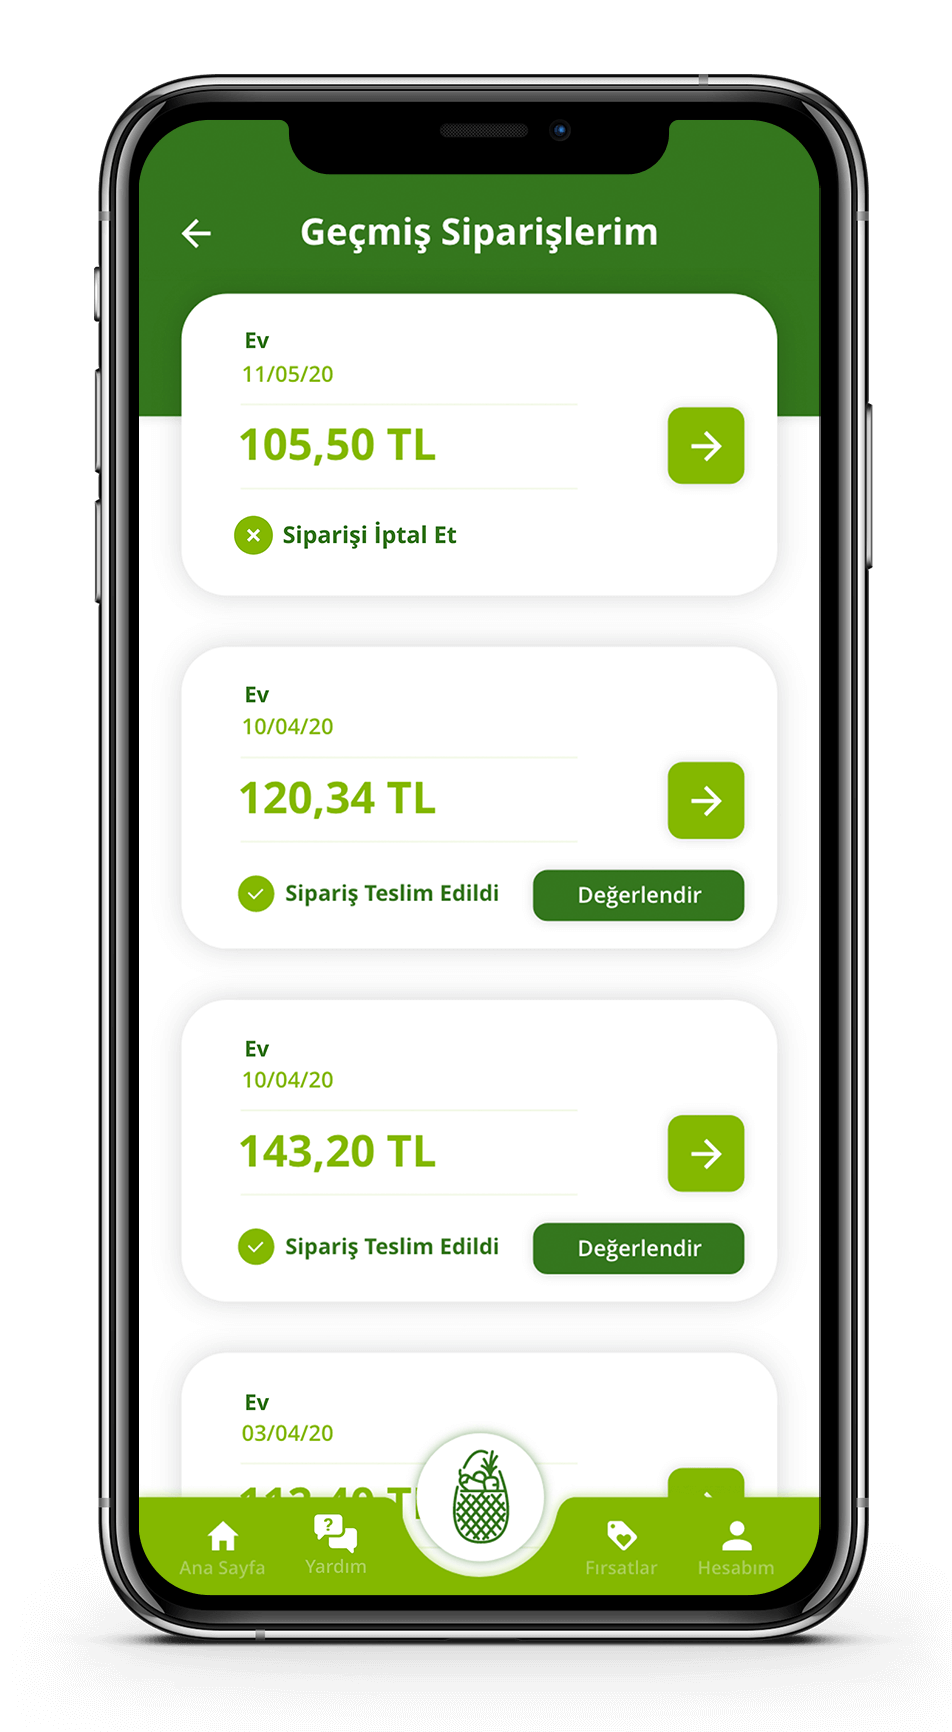 Geçmiş Siparişlerim
Ev
11/05/20
105,50 TL
Siparişi İptal Et
Ev
10/04/20
120,34 TL
Sipariş Teslim Edildi
Değerlendir
Ev
10/04/20
143,20 TL
Sipariş Teslim Edildi
Değerlendir
Ev
03/04/20
?
Ana Sayfa
Yardım
Fırsatlar
Hesabım